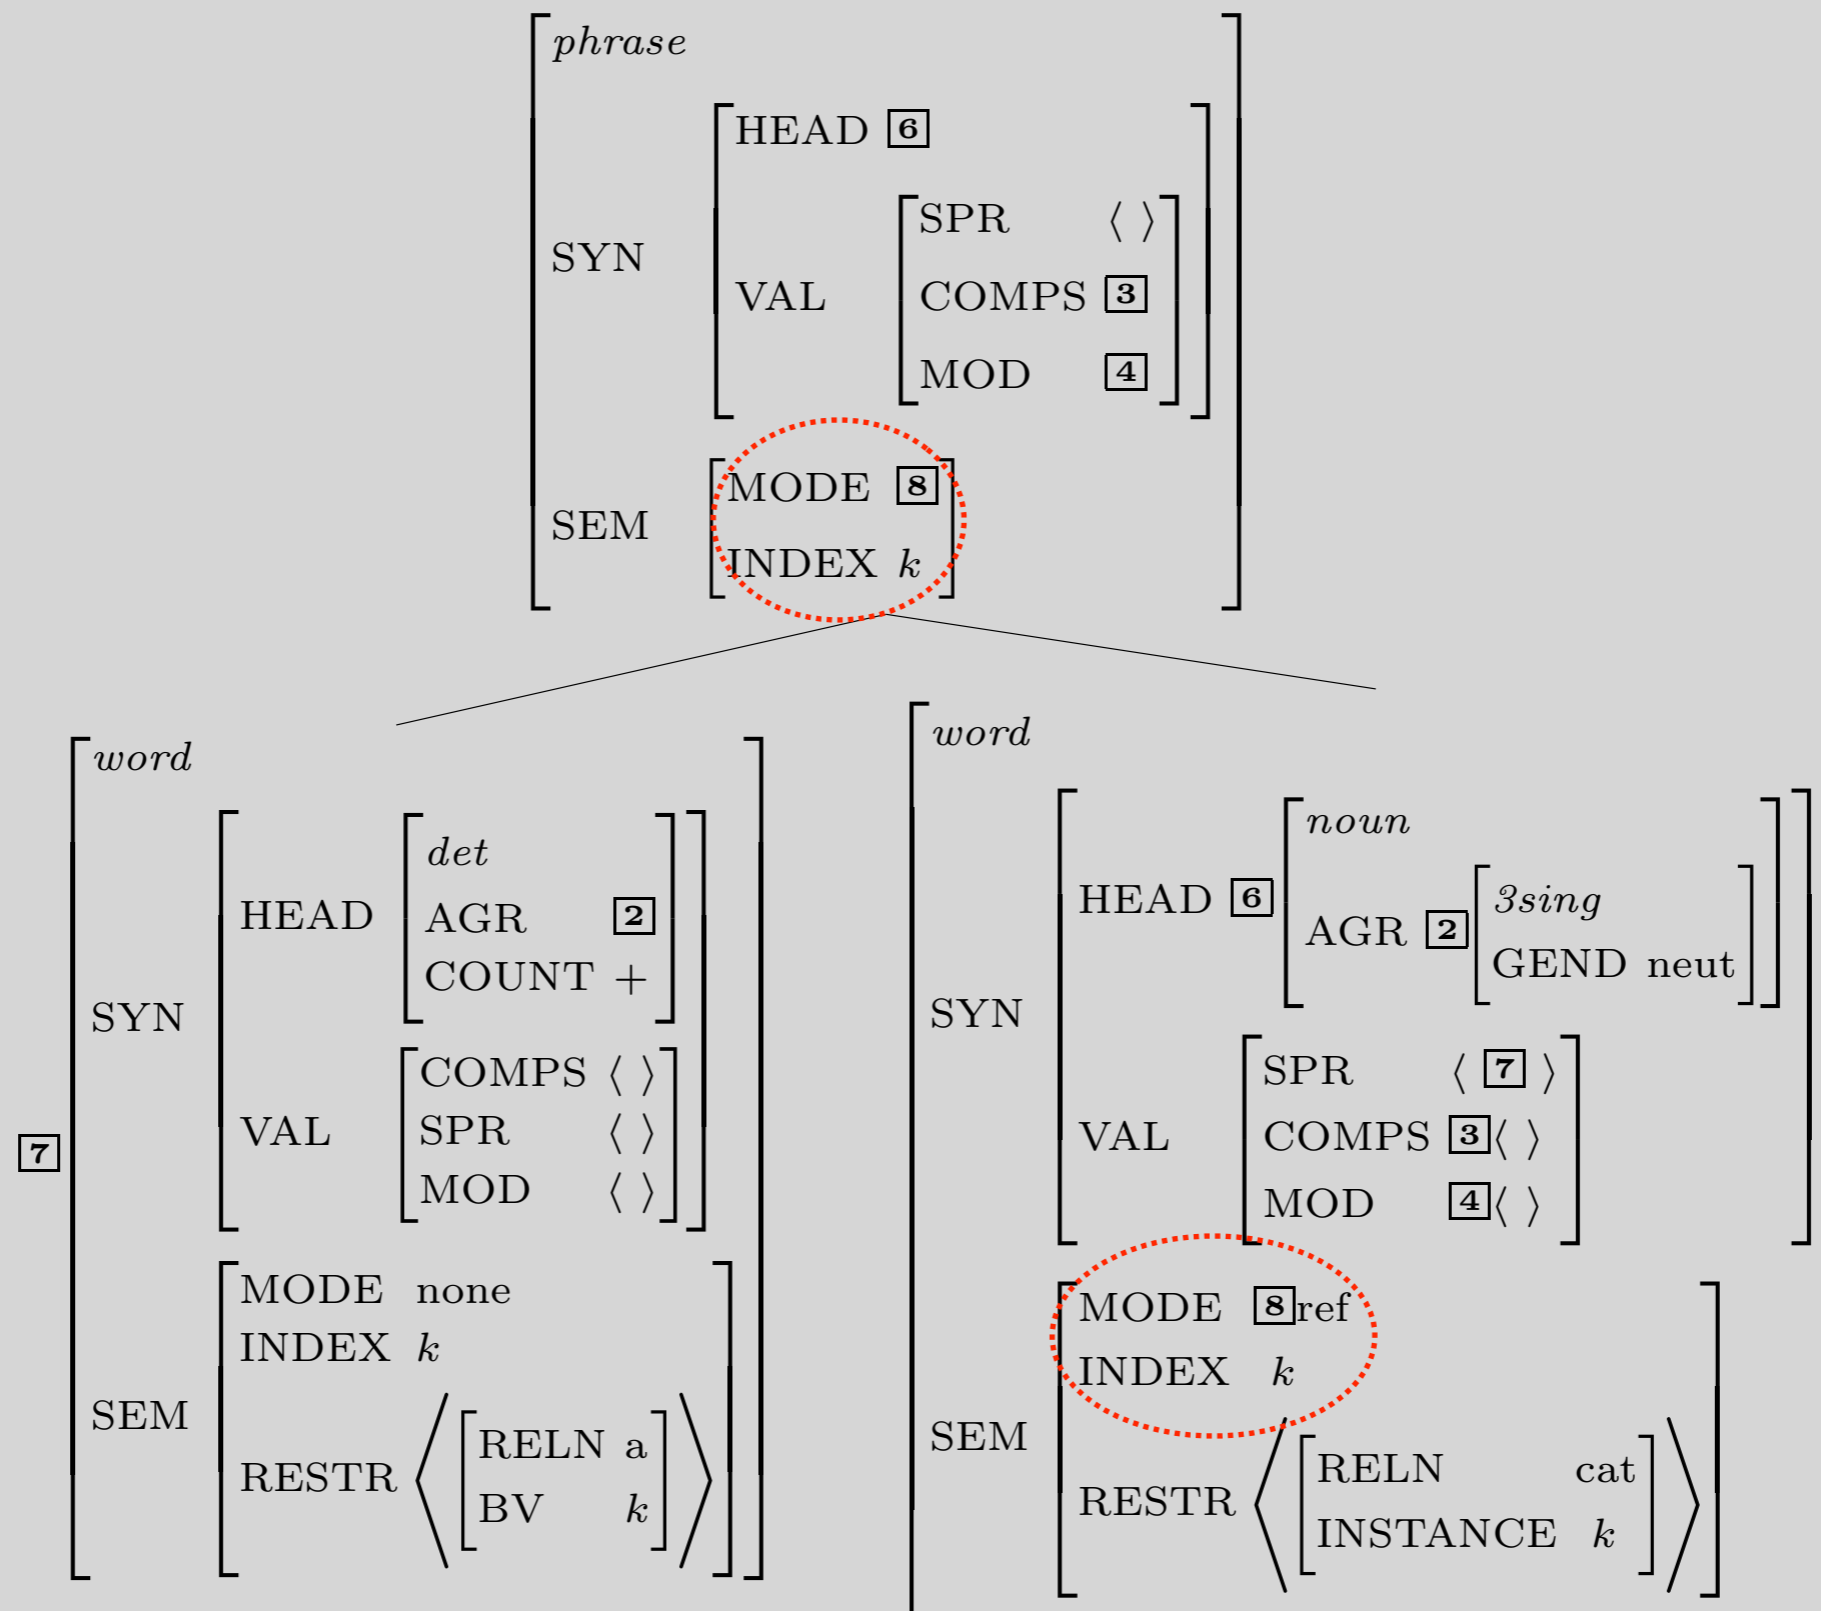 phrase
HEAD 6
SPR ⟨ ⟩
SYN
VAL COMPS 3
MOD 4
MODE 8
SEM
INDEX k
word
HEAD
det
AGR 2
COUNT +
SYN
VAL
COMPS ⟨ ⟩
SPR ⟨ ⟩
MOD ⟨ ⟩
7
MODE none
INDEX k
SEM
RESTR ⟨
RELN a
BV k
⟩
word
noun
HEAD 6
AGR 2
3sing
GEND neut
SYN
SPR ⟨ 7 ⟩
VAL COMPS 3 ⟨ ⟩
MOD 4 ⟨ ⟩
MODE 8 ref
INDEX k
SEM
RESTR ⟨
RELN cat
INSTANCE k
⟩